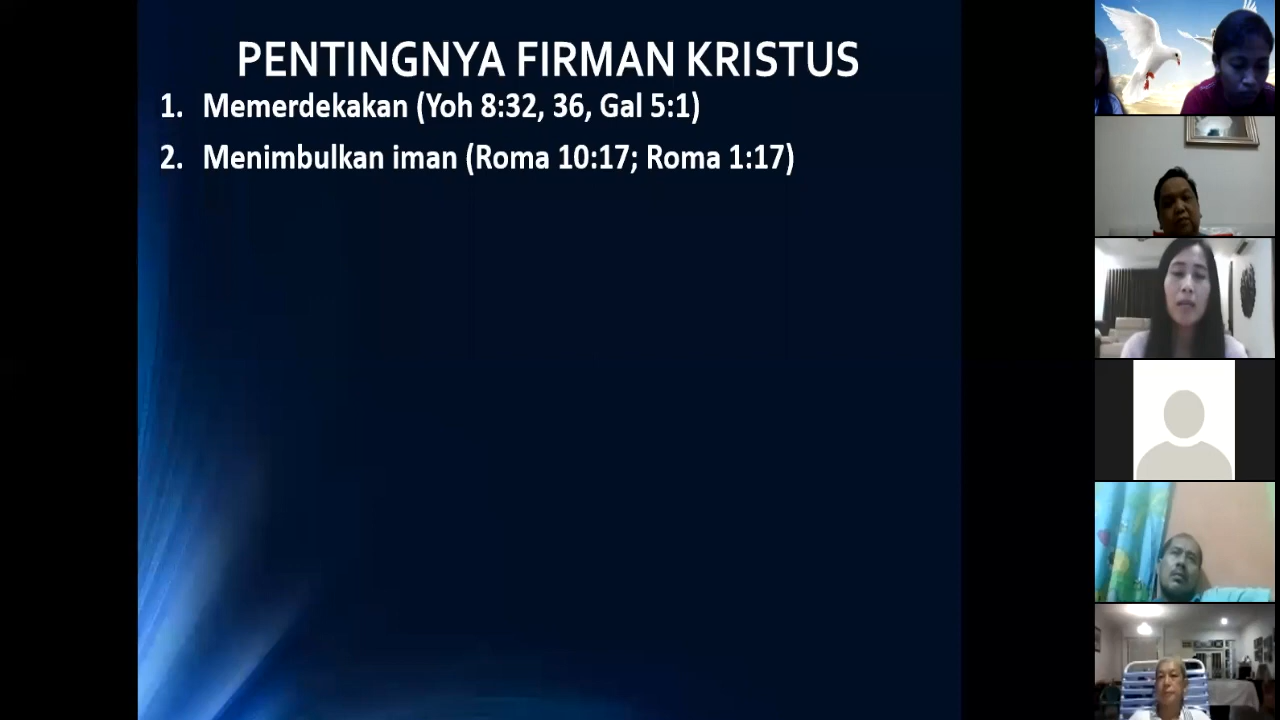 PENTINGNYA FIRMAN KRISTUS
1. Memerdekakan (Yoh 8:32, 36, Gal 5:1)
2. Menimbulkan iman (Roma 10:17; Roma 1:17)